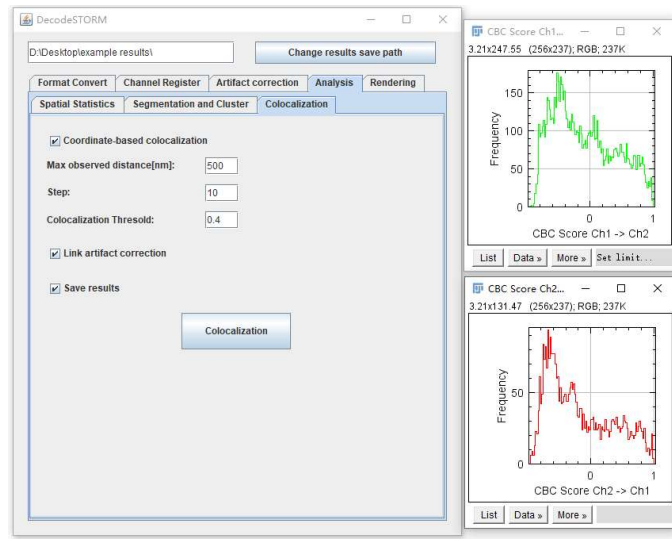 DecodeSTORM
D:\Desktop\example results\
Change results save path
Format Convert Channel Register Artifact correction Analysis Rendering
Spatial Statistics Segmentation and Cluster Colocalization
Coordinate-based colocalization
Max observed distance[nm]: 500
Step: 10
Colocalization Thresold: 0.4
Link artifact correction
Save results
Colocalization
CBC Score Ch1...
3.21x247.55 (256x237); RGB; 237K
150
100
50
0
Frequency
0 1
CBC Score Ch1 -> Ch2
List Data » More » Set limit...
CBC Score Ch2...
3.21x131.47 (256x237); RGB; 237K
50
0
Frequency
0 1
CBC Score Ch2 -> Ch1
List Data » More »